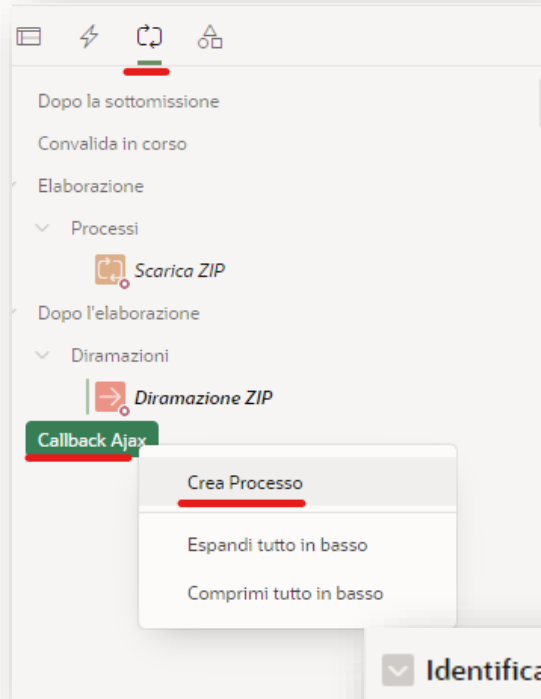 Dopo la sottomissione
Convalida in corso
Elaborazione
Processi
Scarica ZIP
Dopo l'elaborazione
Diramazioni
Diramazione ZIP
Callback Ajax
Crea Processo
Espandi tutto in basso
Comprimi tutto in basso